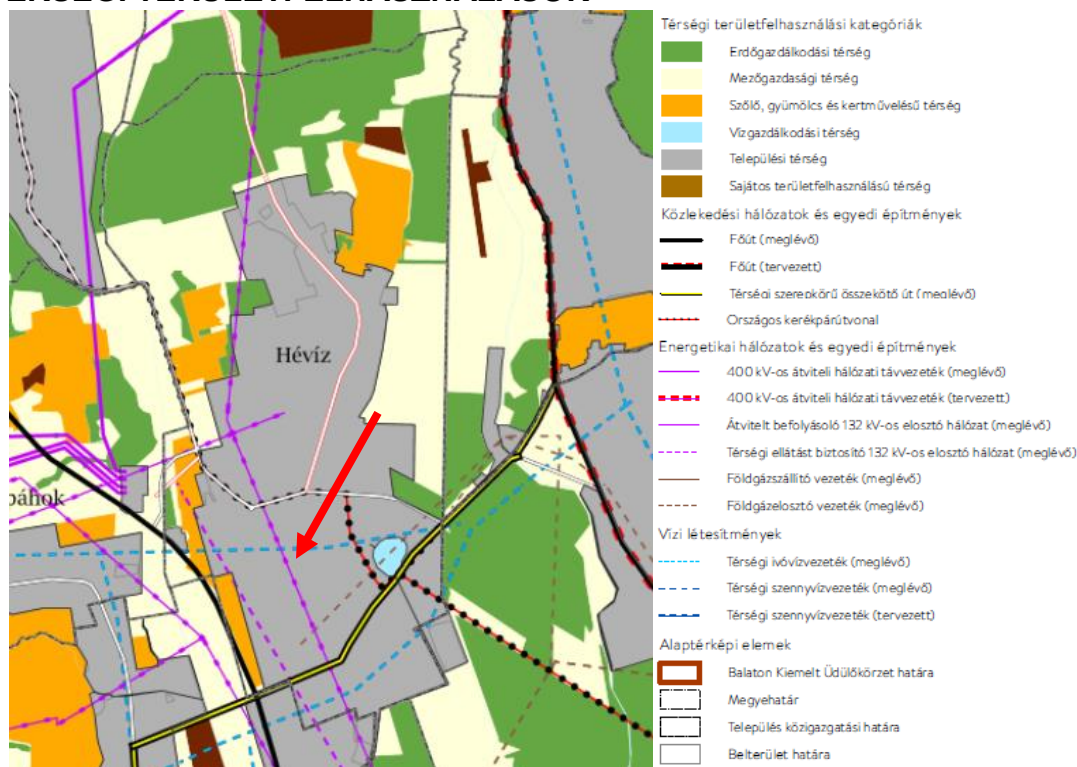 Térségi területfelhasználási kategóriák
Erdőgazdálkodási térség
Mezőgazdasági térség
Szőlő, gyümölcs és kertművelésű térség
Vízgazdálkodási térség
Települési térség
Sajátos területfelhasználású térség
Közlekedési hálózatok és egyedi építmények
Főút (meglévő)
Főút (tervezett)
Térségi szerepkörű összekötő út (meglévő)
Országos kerékpárútvonal
Energetikai hálózatok és egyedi építmények
400 kV-os átviteli hálózati távvezeték (meglévő)
400 kV-os átviteli hálózati távvezeték (tervezett)
Átvitelt befolyásoló 132 kV-os elosztó hálózat (meglévő)
Térségi ellátást biztosító 132 kV-os elosztó hálózat (meglévő)
Földgázszállító vezeték (meglévő)
Földgázelosztó vezeték (meglévő)
Vízi létesítmények
Térségi ivóvízvezeték (meglévő)
Térségi szennyvízvezeték (meglévő)
Térségi szennyvízvezeték (tervezett)
Alaptérképi elemek
Balaton Kiemelt Üdülőkörzet határa
Megyehatár
Település közigazgatási határa
Belterület határa
Hévíz
páhok